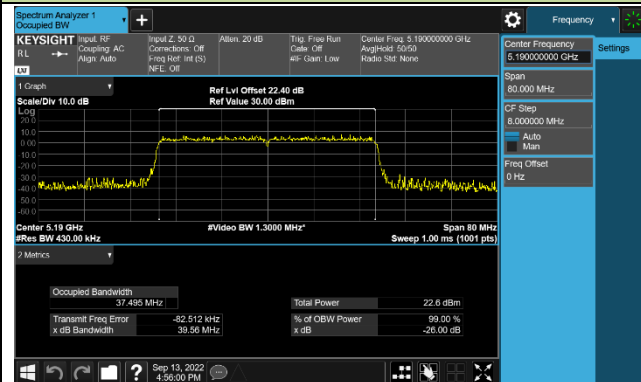 Spectrum Analyzer 1
Occupied BW
Frequency
KEYSIGHT
RL
LXI
Input: RF
Coupling: AC
Align: Auto
Input Z: 50 Ω
Corrections: Off
Freq Ref: Int (S)
NFE: Off
Atten: 20 dB
Trig: Free Run
Gate: Off
#IF Gain: Low
Center Freq: 5.190000000 GHz
Avg|Hold: 50/50
Radio Std: None
Center Frequency
5.190000000 GHz
Settings
Span
80.000 MHz
CF Step
8.000000 MHz
Auto
Man
Freq Offset
0 Hz
1 Graph
Scale/Div 10.0 dB
Ref Lvl Offset 22.40 dB
Ref Value 30.00 dBm
Log
20.0
10.0
0.00
-10.0
-20.0
-30.0
-40.0
-50.0
-60.0
Center 5.19 GHz
#Video BW 1.3000 MHz*
Span 80 MHz
#Res BW 430.00 kHz
Sweep 1.00 ms (1001 pts)
2 Metrics
Occupied Bandwidth
37.495 MHz
Total Power 22.6 dBm
Transmit Freq Error -82.512 kHz
% of OBW Power 99.00 %
x dB Bandwidth 39.56 MHz
x dB -26.00 dB
?
Sep 13, 2022
4:56:00 PM